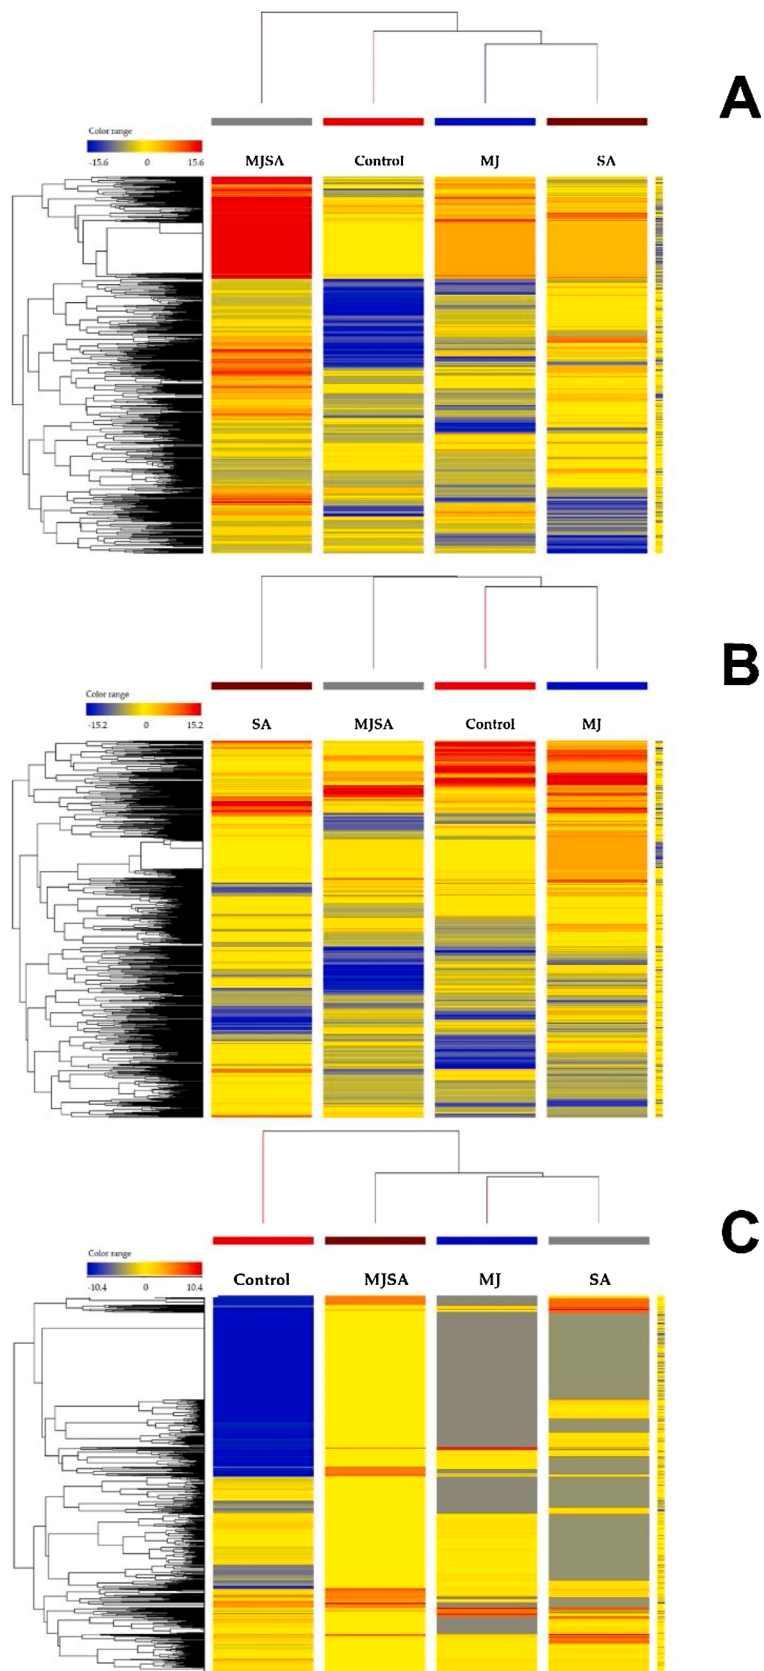 A
Color range
-15.6 0 15.6
MJSA Control MJ SA
B
Color range
-15.2 0 15.2
SA MJSA Control MJ
C
Color range
-10.4 0 10.4
Control MJSA MJ SA